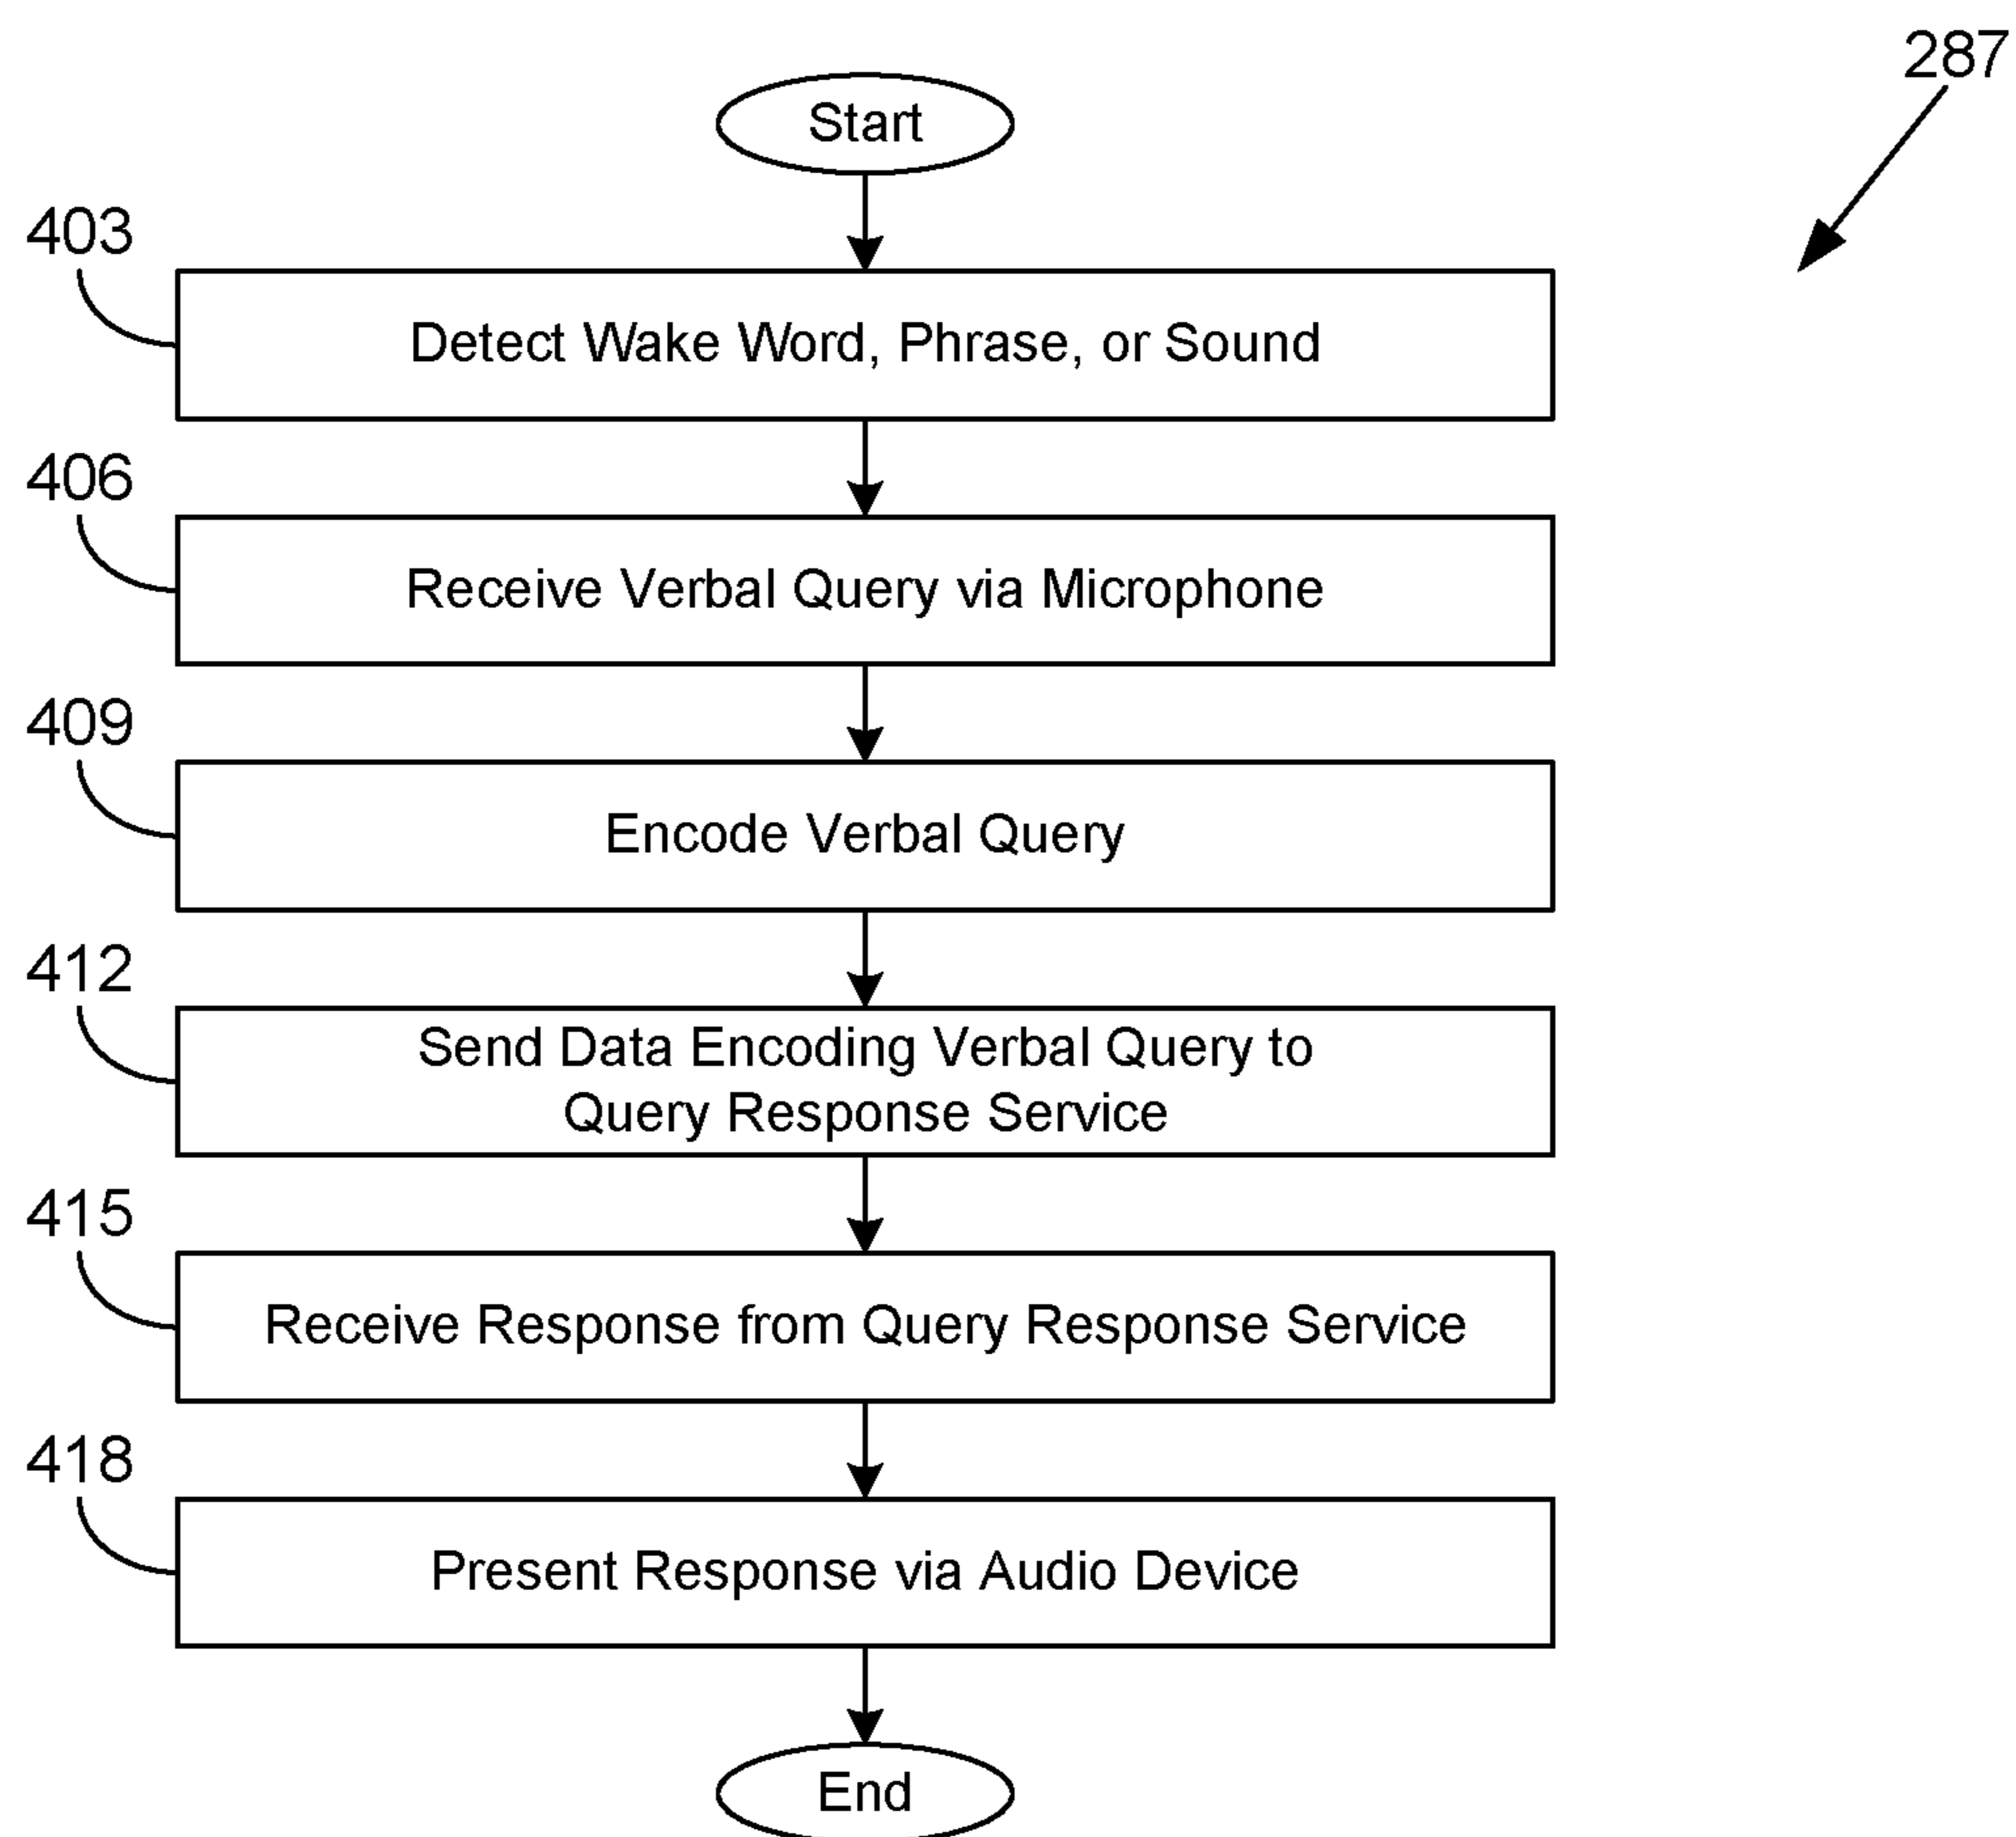 287
Start
403
Detect Wake Word, Phrase, or Sound
406
Receive Verbal Query via Microphone
409
Encode Verbal Query
412
Send Data Encoding Verbal Query to
Query Response Service
415
Receive Response from Query Response Service
418
Present Response via Audio Device
End